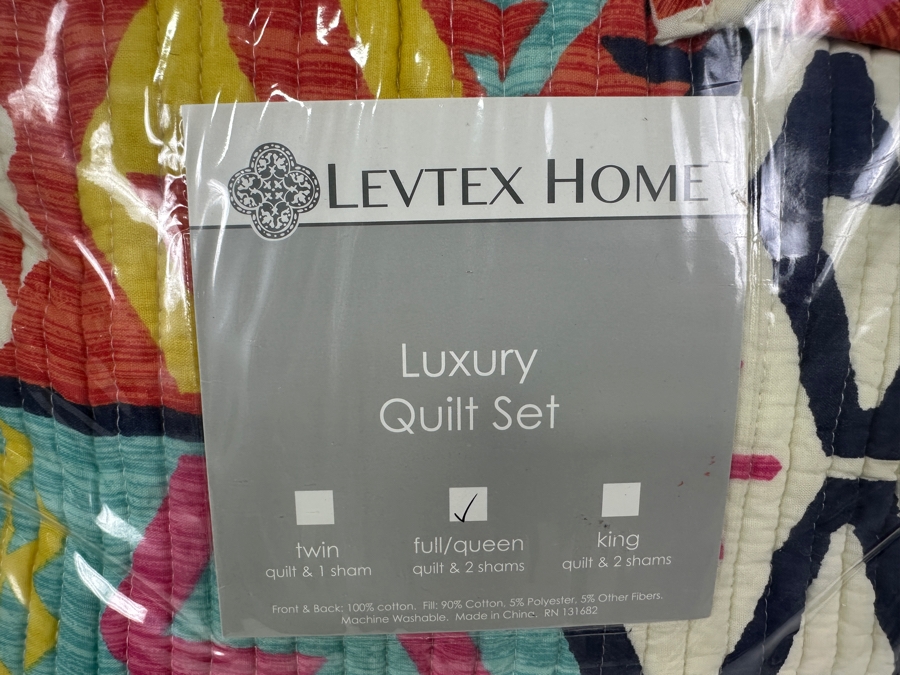 LEVTEX HOME
Luxury
Quilt Set
twin
quilt & 1 sham
full/queen
quilt & 2 shams
king
quilt & 2 shams
Front & Back: 100% cotton. Fill: 90% Cotton, 5% Polyester, 5% Other Fibers.
Machine Washable. Made in China. RN 131682